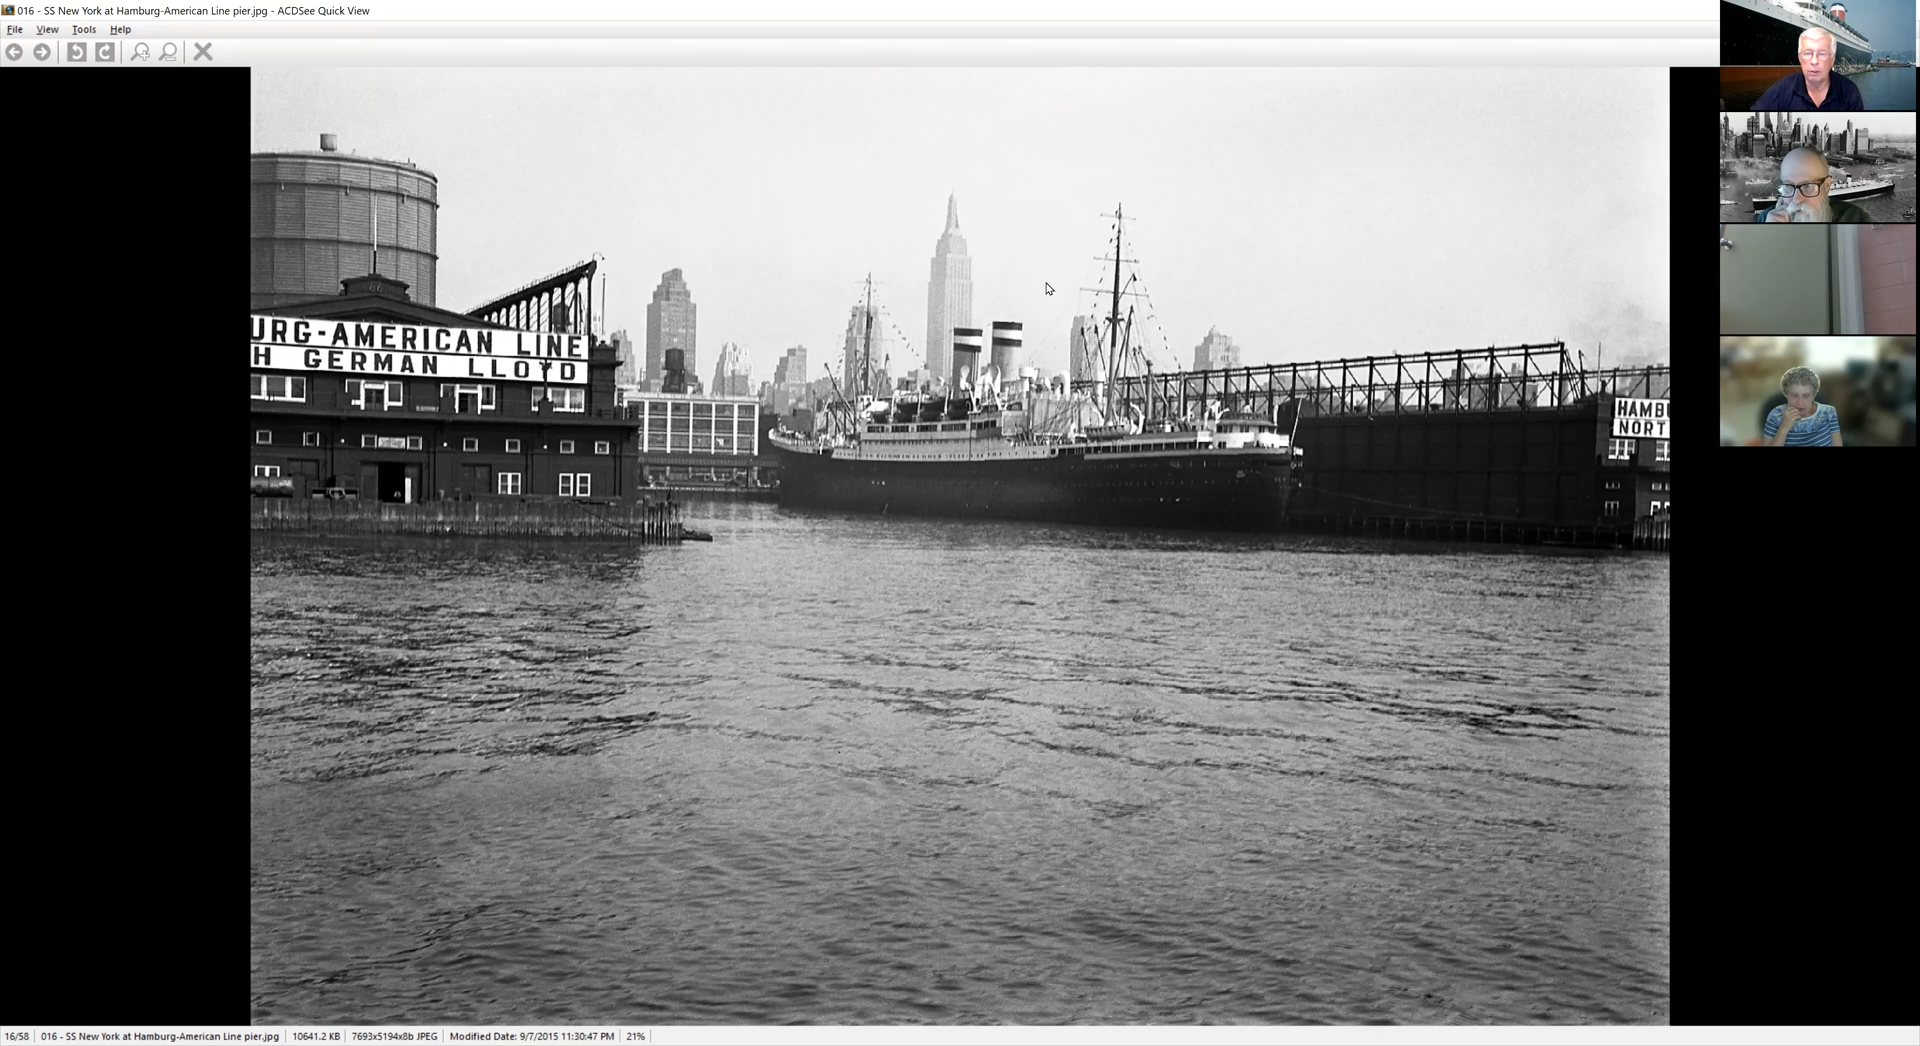 016 - SS New York at Hamburg-American Line pier.jpg - ACDSee Quick View
File View Tools Help
URG-AMERICAN LINE
H GERMAN LLOYD
HAMBU
NORT
16/58 016 - SS New York at Hamburg-American Line pier.jpg 10641.2 KB 7693x5194x8b JPEG Modified Date: 9/7/2015 11:30:47 PM 21%